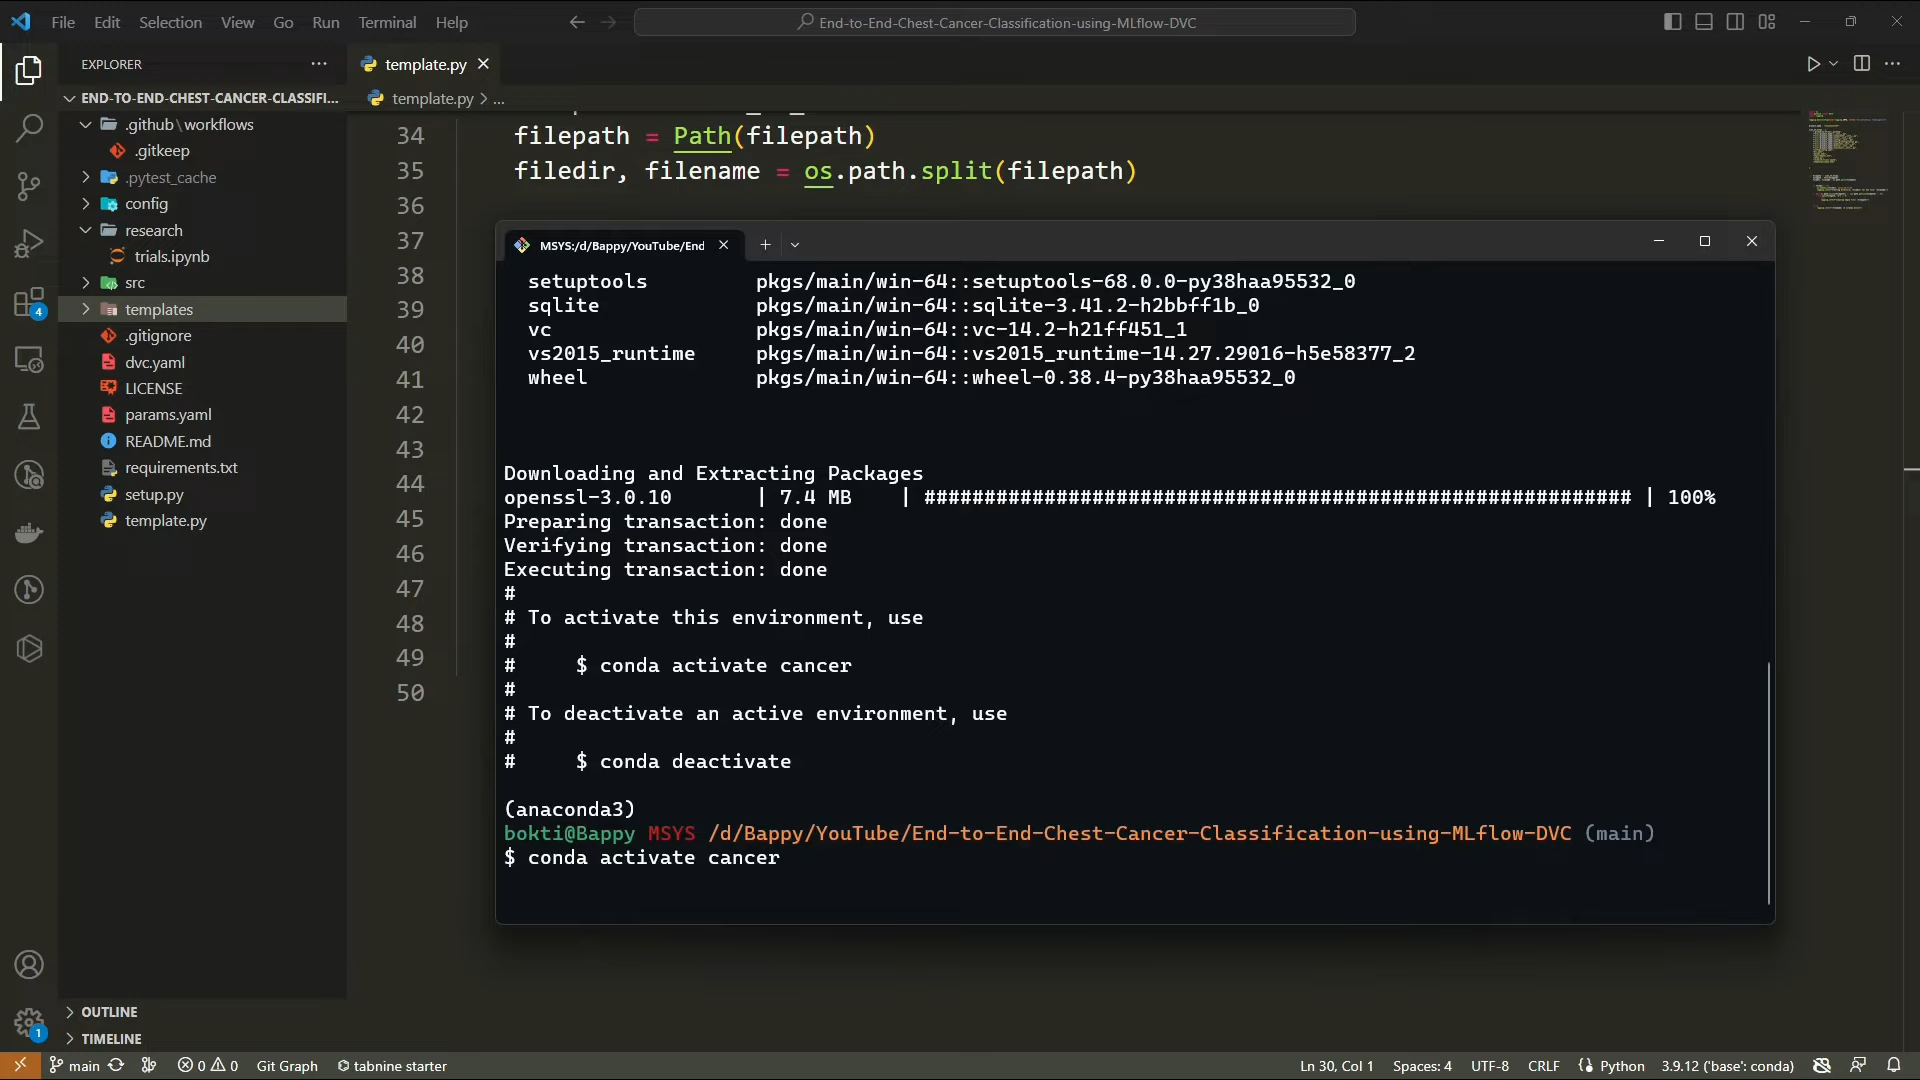 File Edit Selection View Go Run Terminal Help
End-to-End-Chest-Cancer-Classification-using-MLflow-DVC
EXPLORER
END-TO-END-CHEST-CANCER-CLASSIFI...
.github\workflows
.gitkeep
.pytest_cache
config
research
trials.ipynb
src
templates
.gitignore
dvc.yaml
LICENSE
params.yaml
README.md
requirements.txt
setup.py
template.py
OUTLINE
TIMELINE
template.py
template.py > ...
34 filepath = Path(filepath)
35 filedir, filename = os.path.split(filepath)
36
37
38
39
40
41
42
43
44
45
46
47
48
49
50
MSYS:/d/Bappy/YouTube/End
setuptools pkgs/main/win-64::setuptools-68.0.0-py38haa95532_0
sqlite pkgs/main/win-64::sqlite-3.41.2-h2bbff1b_0
vc pkgs/main/win-64::vc-14.2-h21ff451_1
vs2015_runtime pkgs/main/win-64::vs2015_runtime-14.27.29016-h5e58377_2
wheel pkgs/main/win-64::wheel-0.38.4-py38haa95532_0
Downloading and Extracting Packages
openssl-3.0.10 | 7.4 MB | ########################################################### | 100%
Preparing transaction: done
Verifying transaction: done
Executing transaction: done
#
# To activate this environment, use
#
# $ conda activate cancer
#
# To deactivate an active environment, use
#
# $ conda deactivate
(anaconda3)
bokti@Bappy MSYS /d/Bappy/YouTube/End-to-End-Chest-Cancer-Classification-using-MLflow-DVC (main)
$ conda activate cancer
4
1
main 0 0 Git Graph tabnine starter Ln 30, Col 1 Spaces: 4 UTF-8 CRLF Python 3.9.12 ('base': conda)